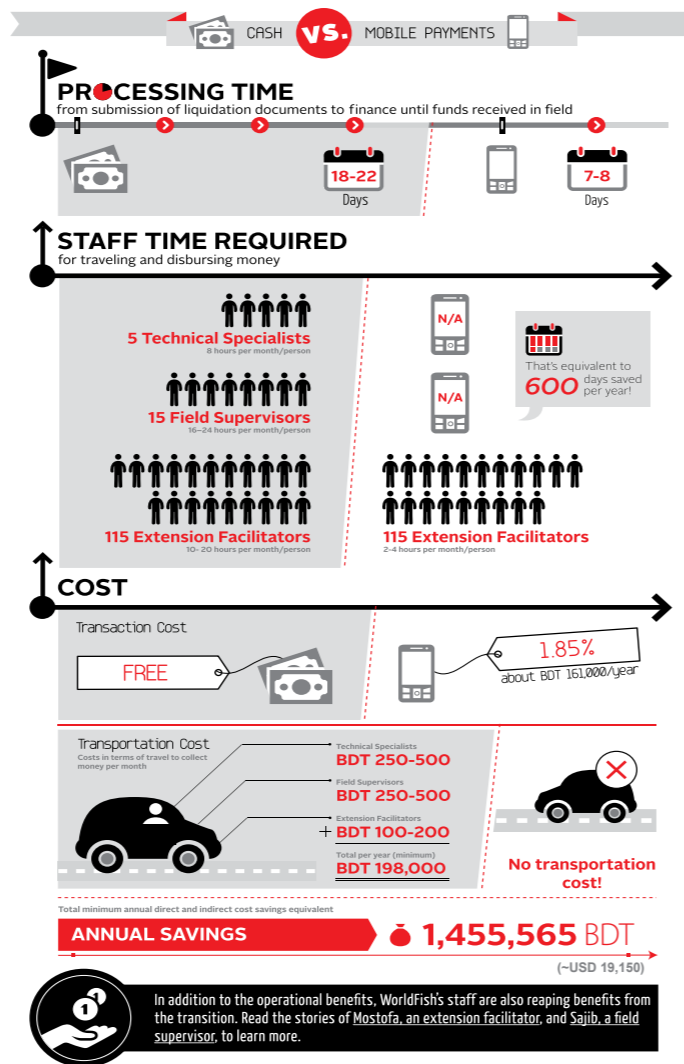 CASH VS. MOBILE PAYMENTS
PROCESSING TIME
from submission of liquidation documents to finance until funds received in field
18-22
Days
7-8
Days
STAFF TIME REQUIRED
for traveling and disbursing money
5 Technical Specialists
8 hours per month/person
N/A
That's equivalent to
600 days saved
per year!
15 Field Supervisors
16–24 hours per month/person
N/A
115 Extension Facilitators
10- 20 hours per month/person
115 Extension Facilitators
2-4 hours per month/person
COST
Transaction Cost
FREE
1.85%
about BDT 161,000/year
Transportation Cost
Costs in terms of travel to collect
money per month
Technical Specialists
BDT 250-500
Field Supervisors
BDT 250-500
Extension Facilitators
+ BDT 100-200
Total per year (minimum)
BDT 198,000
No transportation
cost!
Total minimum annual direct and indirect cost savings equivalent
ANNUAL SAVINGS
1,455,565 BDT
(~USD 19,150)
1 1
In addition to the operational benefits, WorldFish's staff are also reaping benefits from
the transition. Read the stories of Mostofa, an extension facilitator, and Sajib, a field
supervisor, to learn more.